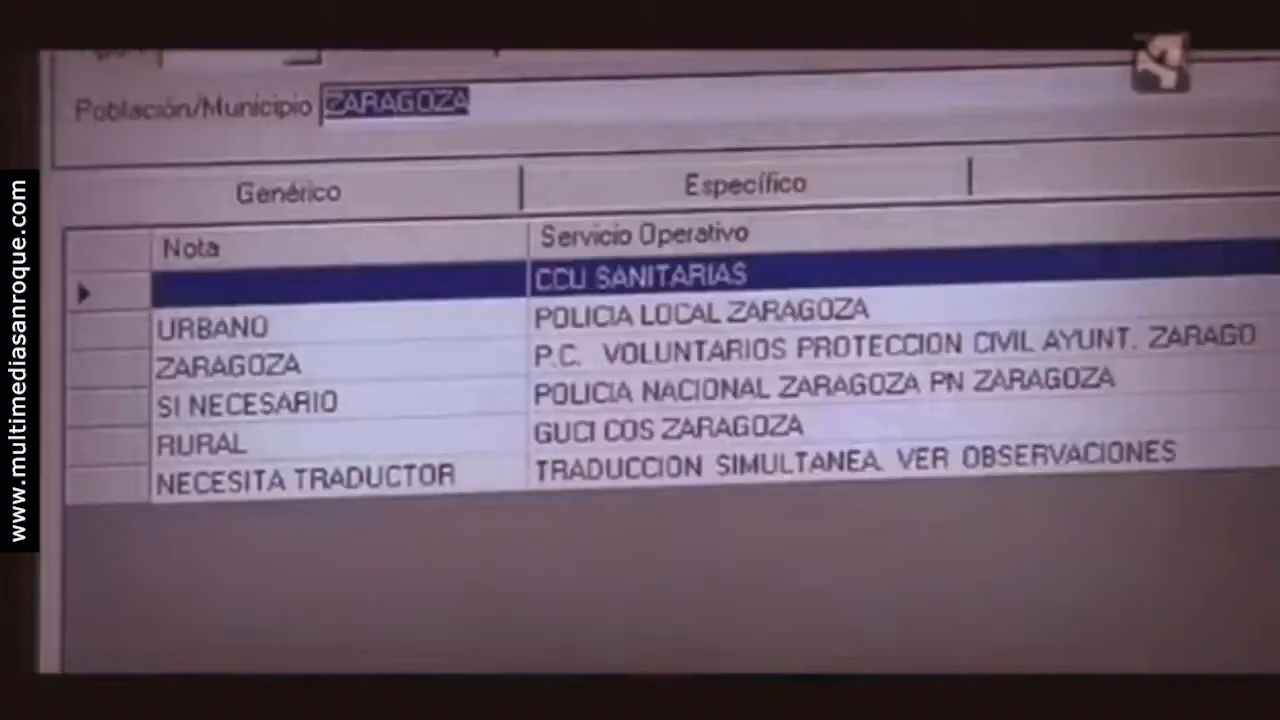 Población/Municipio ZARAGOZA
Genérico Específico
Nota Servicio Operativo
CCU SANITARIAS
URBANO POLICIA LOCAL ZARAGOZA
ZARAGOZA P.C. VOLUNTARIOS PROTECCION CIVIL AYUNT. ZARAGO
SI NECESARIO POLICIA NACIONAL ZARAGOZA PN ZARAGOZA
RURAL GUCI COS ZARAGOZA
NECESITA TRADUCTOR TRADUCCION SIMULTANEA. VER OBSERVACIONES
www.multimediasanroque.com